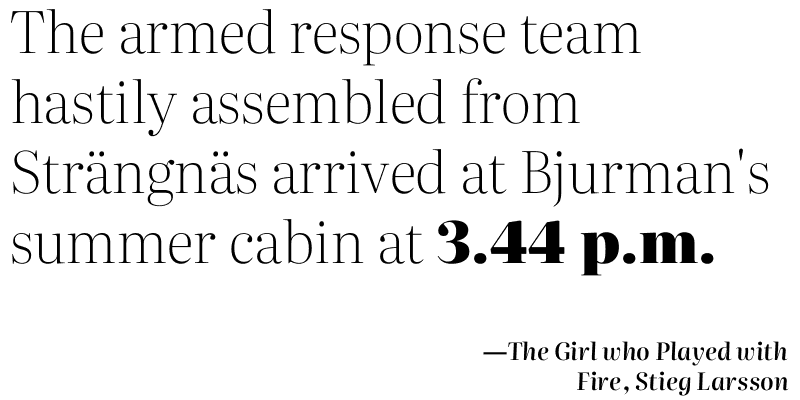 The armed response team
hastily assembled from
Strängnäs arrived at Bjurman's
summer cabin at 3.44 p.m.
—The Girl who Played with
Fire, Stieg Larsson